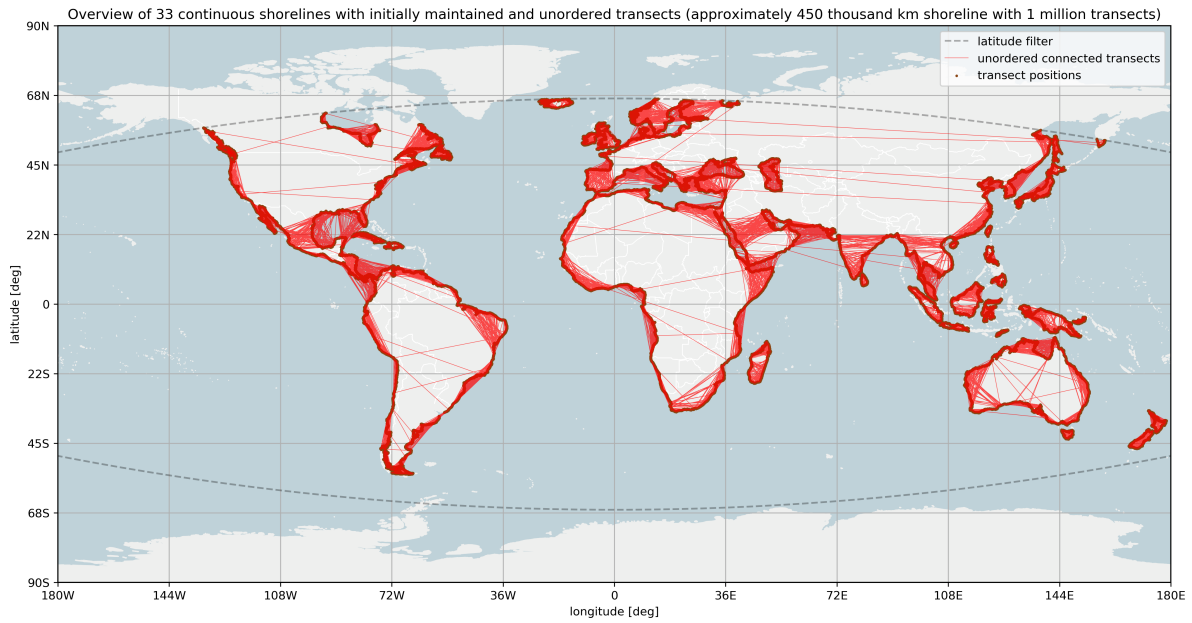 Overview of 33 continuous shorelines with initially maintained and unordered transects (approximately 450 thousand km shoreline with 1 million transects)
latitude filter
unordered connected transects
transect positions
90N
68N
45N
22N
0
22S
45S
68S
90S
latitude [deg]
180W 144W 108W 72W 36W 0 36E 72E 108E 144E 180E
longitude [deg]